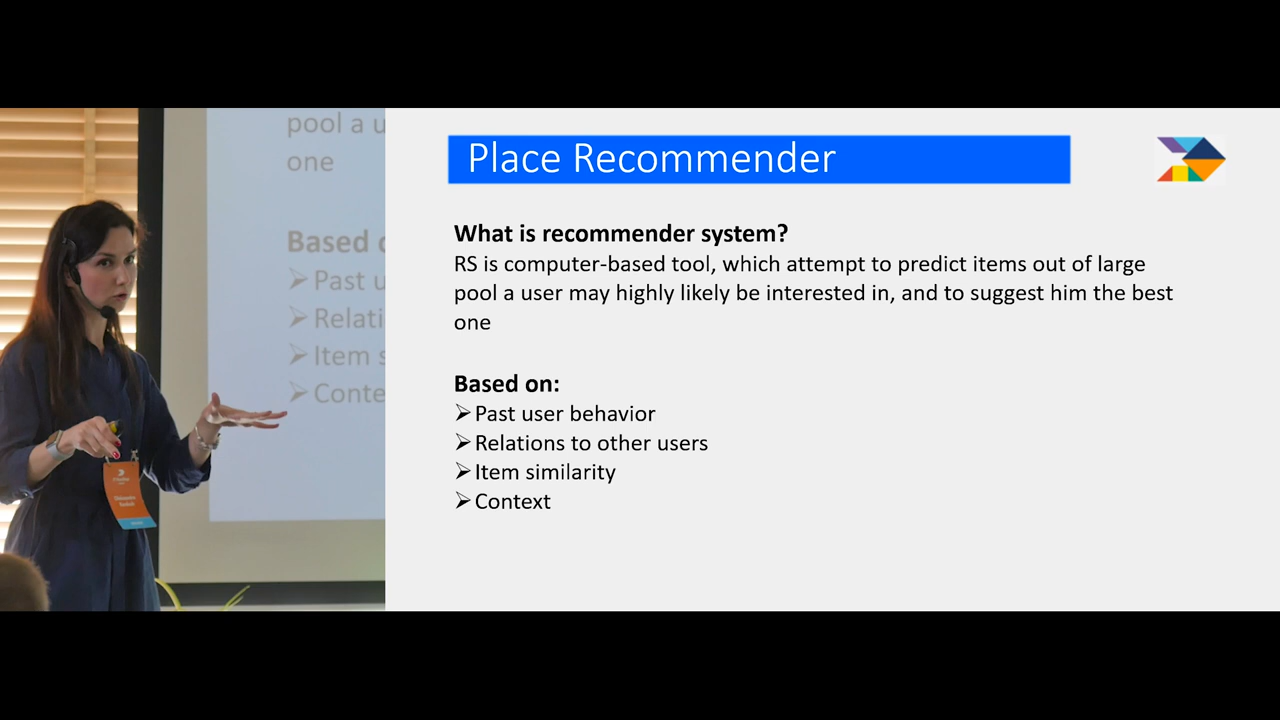 pool a u
one
Based
Past u
Relati
Item s
Conte
Place Recommender
What is recommender system?
RS is computer-based tool, which attempt to predict items out of large
pool a user may highly likely be interested in, and to suggest him the best
one
Based on:
➢Past user behavior
➢Relations to other users
➢Item similarity
➢Context